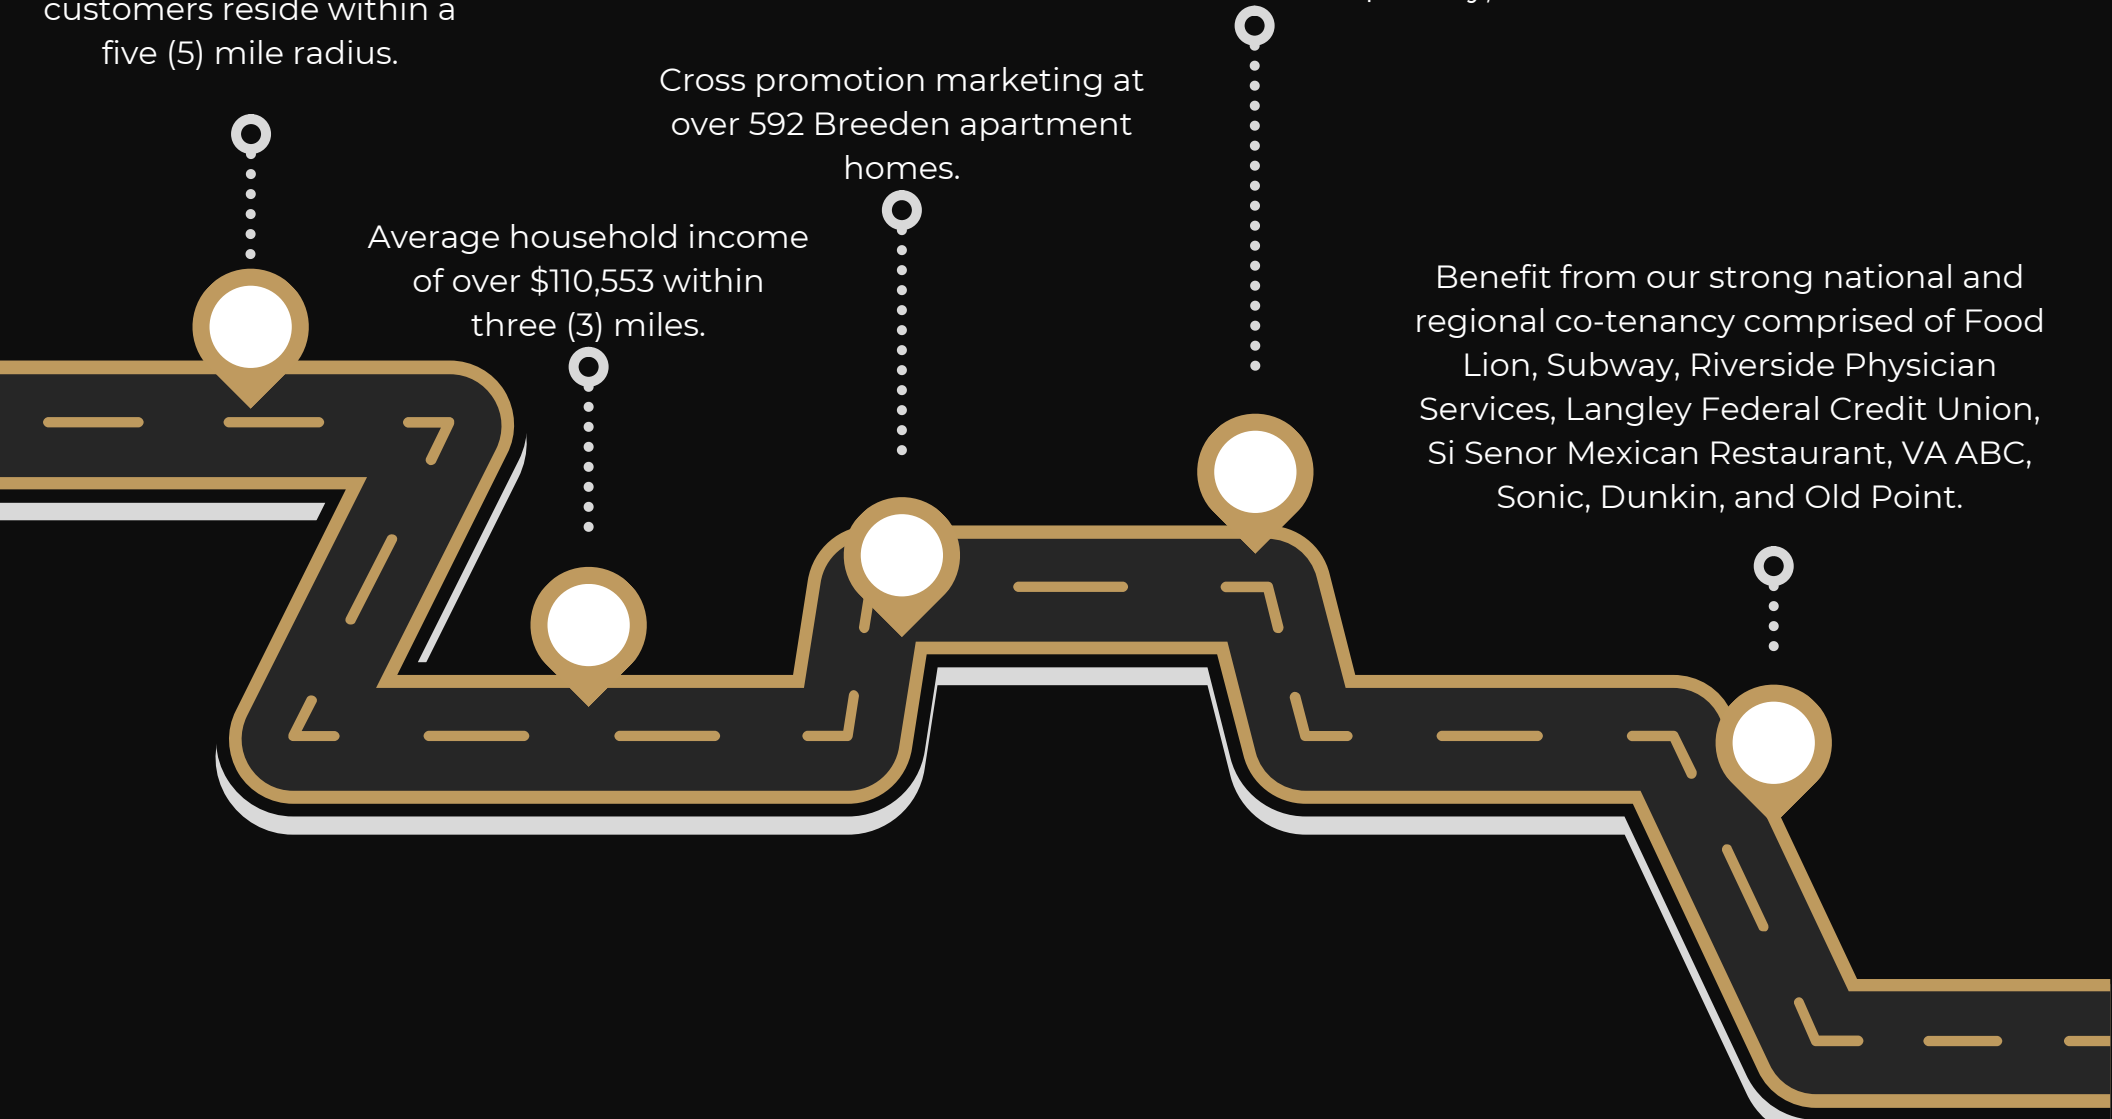 customers reside within a
five (5) mile radius.
Average household income
of over $110,553 within
three (3) miles.
Cross promotion marketing at
over 592 Breeden apartment
homes.
Benefit from our strong national and
regional co-tenancy comprised of Food
Lion, Subway, Riverside Physician
Services, Langley Federal Credit Union,
Si Senor Mexican Restaurant, VA ABC,
Sonic, Dunkin, and Old Point.